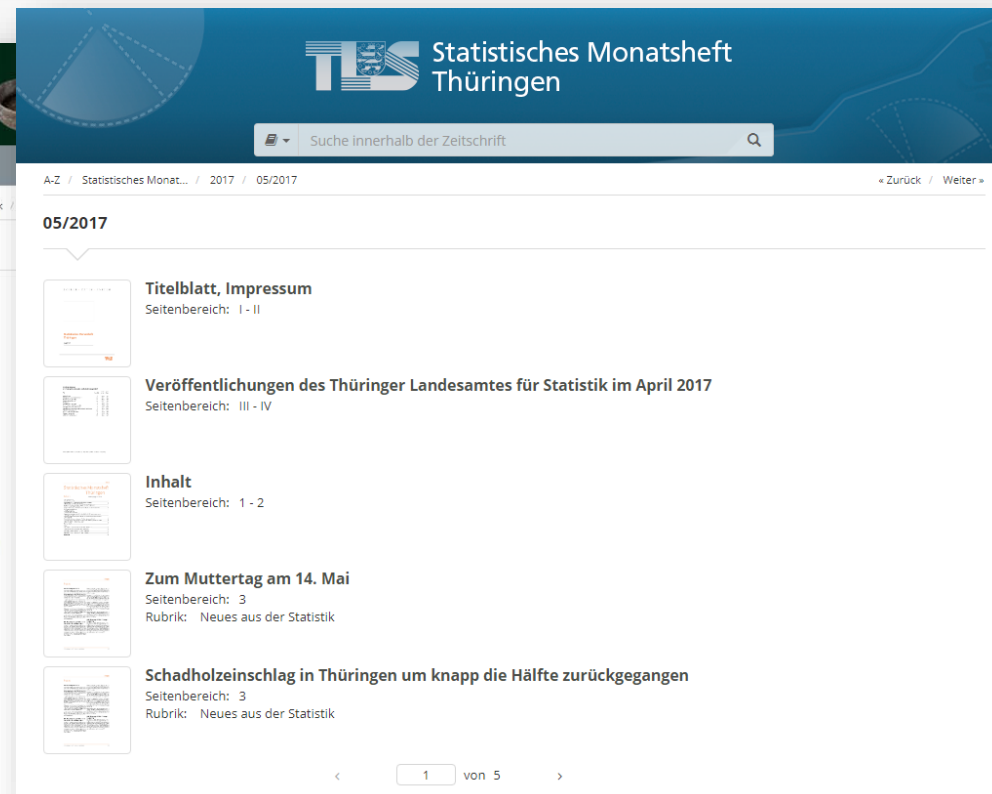 TLS Statistisches Monatsheft
Thüringen
Suche innerhalb der Zeitschrift
A-Z / Statistisches Monat... / 2017 / 05/2017
« Zurück / Weiter »
05/2017
Titelblatt, Impressum
Seitenbereich: I - II
Veröffentlichungen des Thüringer Landesamtes für Statistik im April 2017
Seitenbereich: III - IV
Inhalt
Seitenbereich: 1 - 2
Zum Muttertag am 14. Mai
Seitenbereich: 3
Rubrik: Neues aus der Statistik
Schadholzeinschlag in Thüringen um knapp die Hälfte zurückgegangen
Seitenbereich: 3
Rubrik: Neues aus der Statistik
‹ 1 von 5 ›